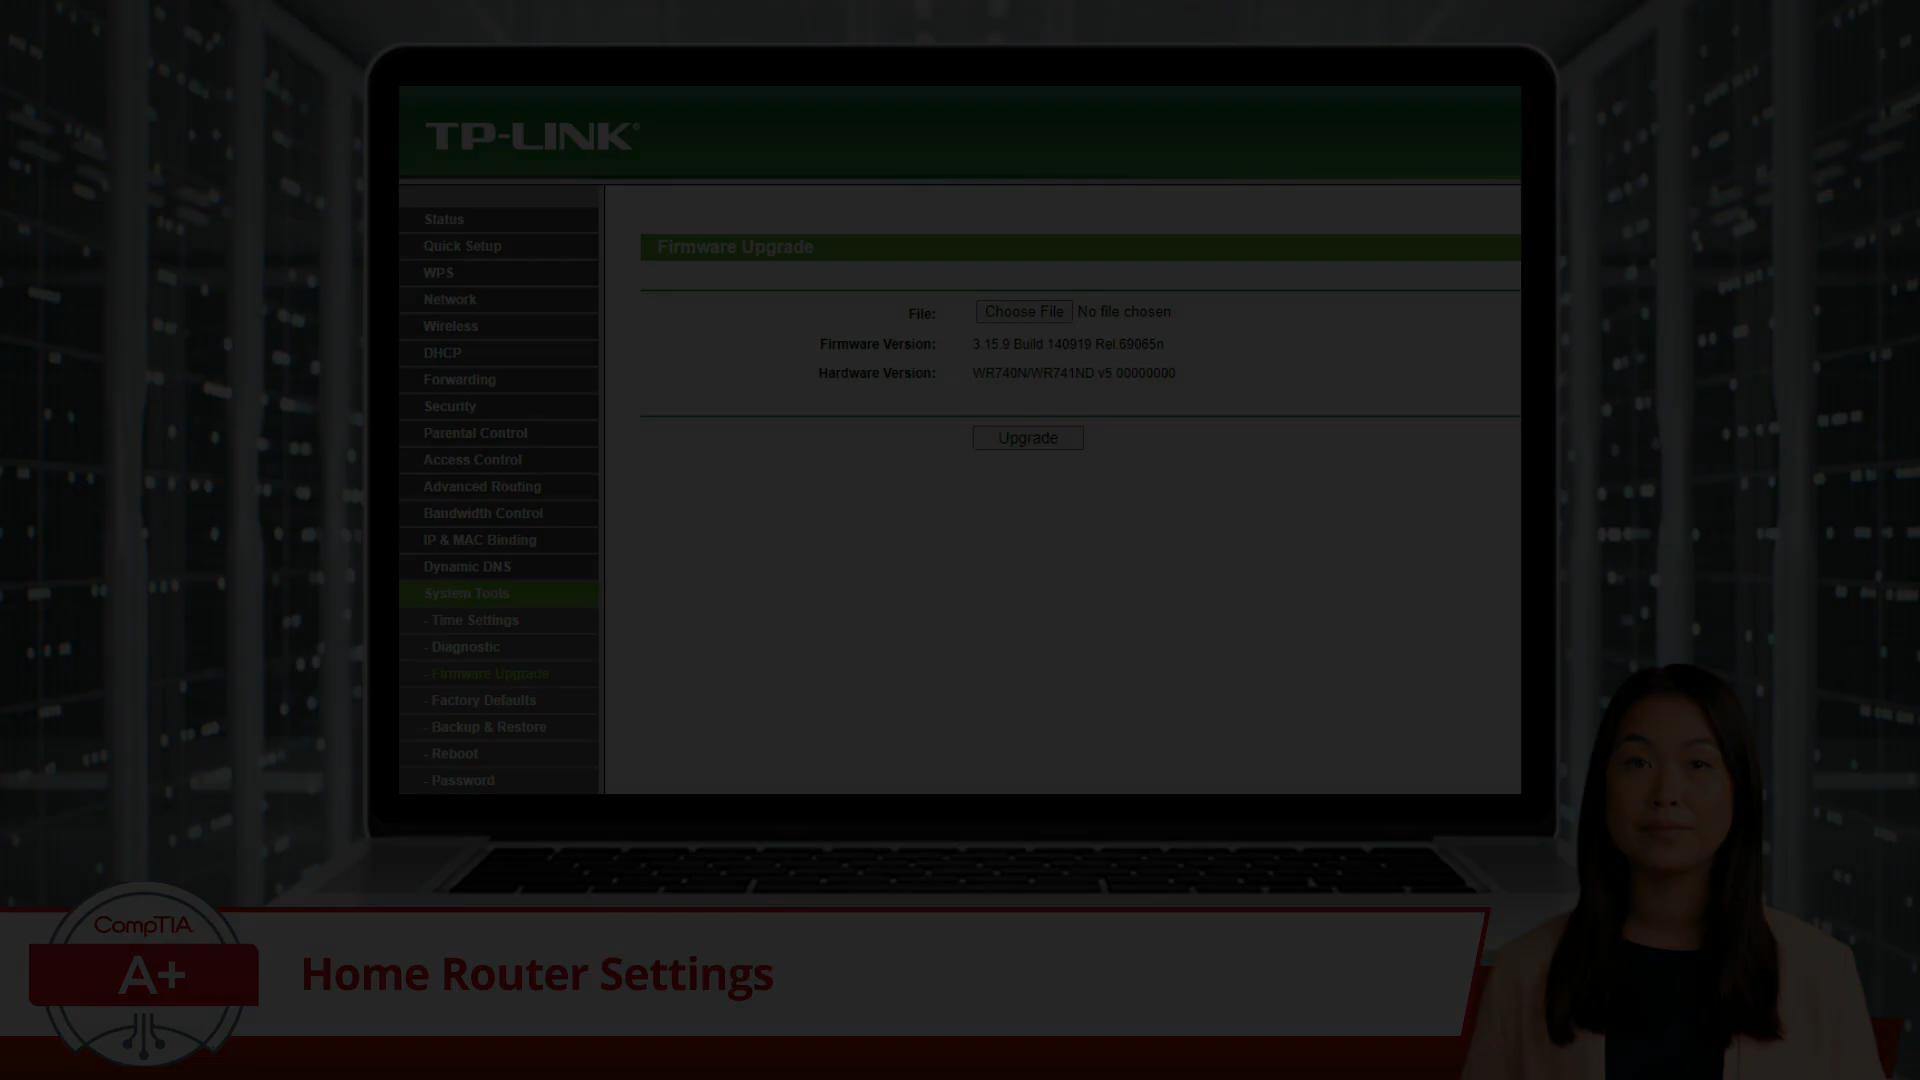 TP-LINK®
Status
Quick Setup
WPS
Network
Wireless
DHCP
Forwarding
Security
Parental Control
Access Control
Advanced Routing
Bandwidth Control
IP & MAC Binding
Dynamic DNS
System Tools
- Time Settings
- Diagnostic
- Firmware Upgrade
- Factory Defaults
- Backup & Restore
- Reboot
- Password
Firmware Upgrade
File: Choose File No file chosen
Firmware Version: 3.15.9 Build 140919 Rel.69065n
Hardware Version: WR740N/WR741ND v5 00000000
Upgrade
CompTIA
A+
Home Router Settings